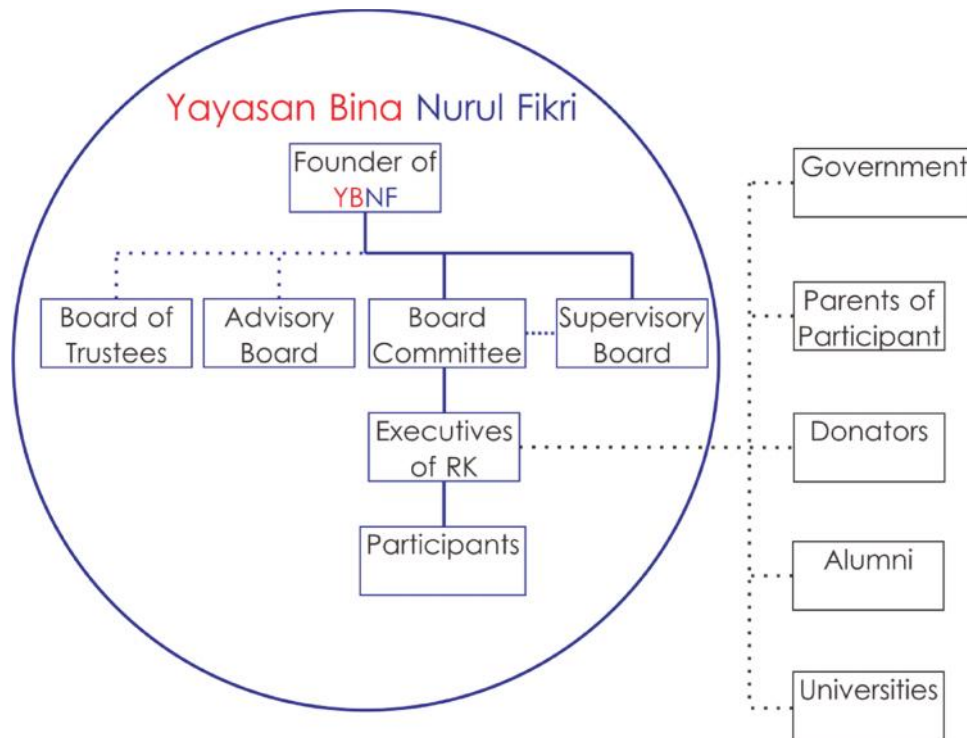 Yayasan Bina Nurul Fikri
Founder of
YBNF
Board of
Trustees
Advisory
Board
Board
Committee
Supervisory
Board
Executives
of RK
Participants
Government
Parents of
Participant
Donators
Alumni
Universities